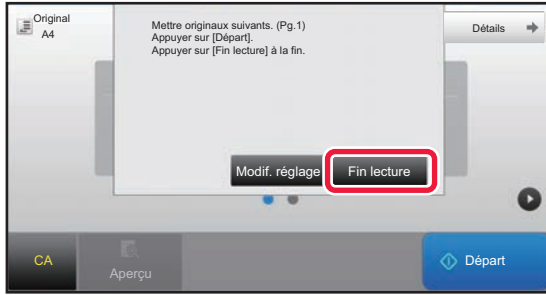 Original
A4
Mettre originaux suivants. (Pg.1)
Appuyer sur [Départ].
Appuyer sur [Fin lecture] à la fin.
Détails
Modif. réglage
Fin lecture
CA
Aperçu
Départ